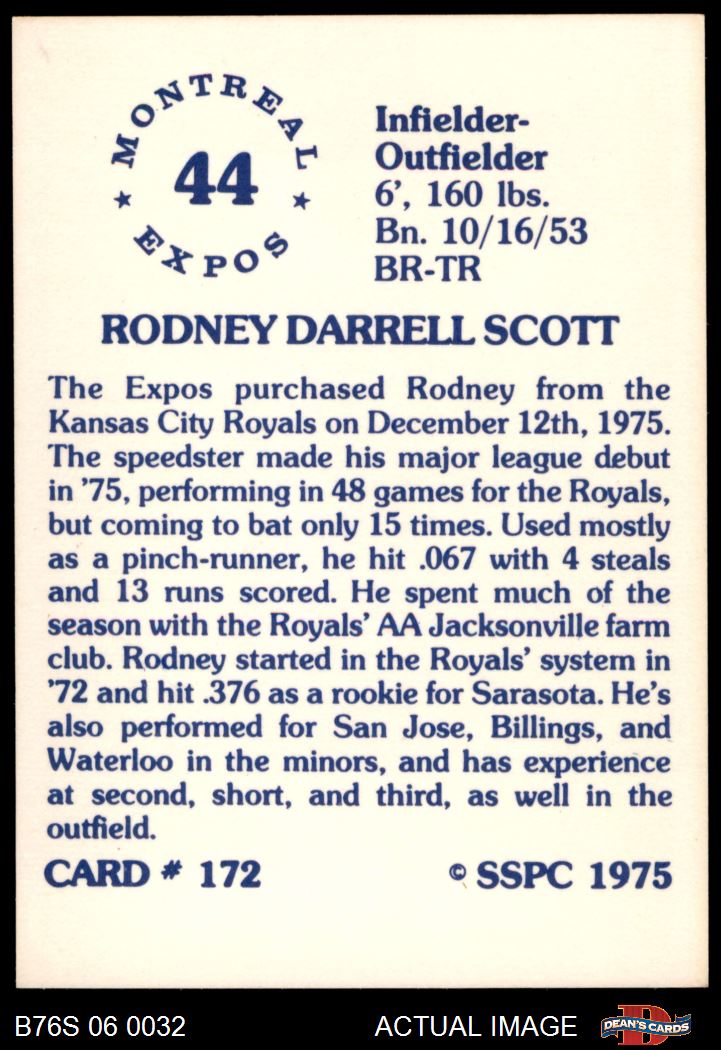 MONTREAL
44
EXPOS
Infielder-
Outfielder
6', 160 lbs.
Bn. 10/16/53
BR-TR
RODNEY DARRELL SCOTT
The Expos purchased Rodney from the
Kansas City Royals on December 12th, 1975.
The speedster made his major league debut
in '75, performing in 48 games for the Royals,
but coming to bat only 15 times. Used mostly
as a pinch-runner, he hit .067 with 4 steals
and 13 runs scored. He spent much of the
season with the Royals' AA Jacksonville farm
club. Rodney started in the Royals' system in
'72 and hit .376 as a rookie for Sarasota. He's
also performed for San Jose, Billings, and
Waterloo in the minors, and has experience
at second, short, and third, as well in the
outfield.
CARD # 172 © SSPC 1975
B76S 06 0032 ACTUAL IMAGE D DEAN'S CARDS